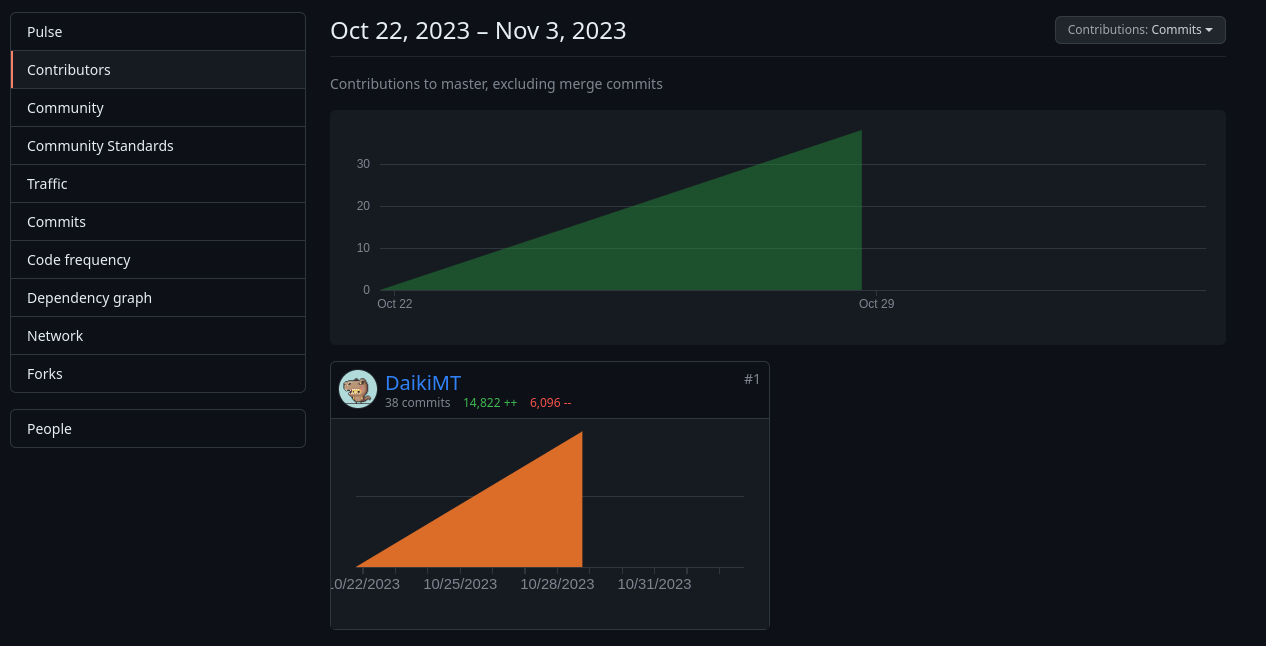 Pulse
Contributors
Community
Community Standards
Traffic
Commits
Code frequency
Dependency graph
Network
Forks
People
Oct 22, 2023 – Nov 3, 2023
Contributions: Commits
Contributions to master, excluding merge commits
30
20
10
0
Oct 22 Oct 29
DaikiMT #1
38 commits 14,822 ++ 6,096 --
10/22/2023 10/25/2023 10/28/2023 10/31/2023